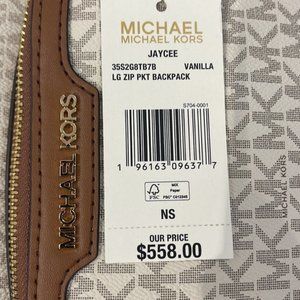 MICHAEL
MICHAEL KORS
JAYCEE
35S2G8TB7B VANILLA
LG ZIP PKT BACKPACK
S704-0001
1 96163 09637 7
FSC
MIX
Paper
NS
OUR PRICE
$558.00
MICHAEL KORS